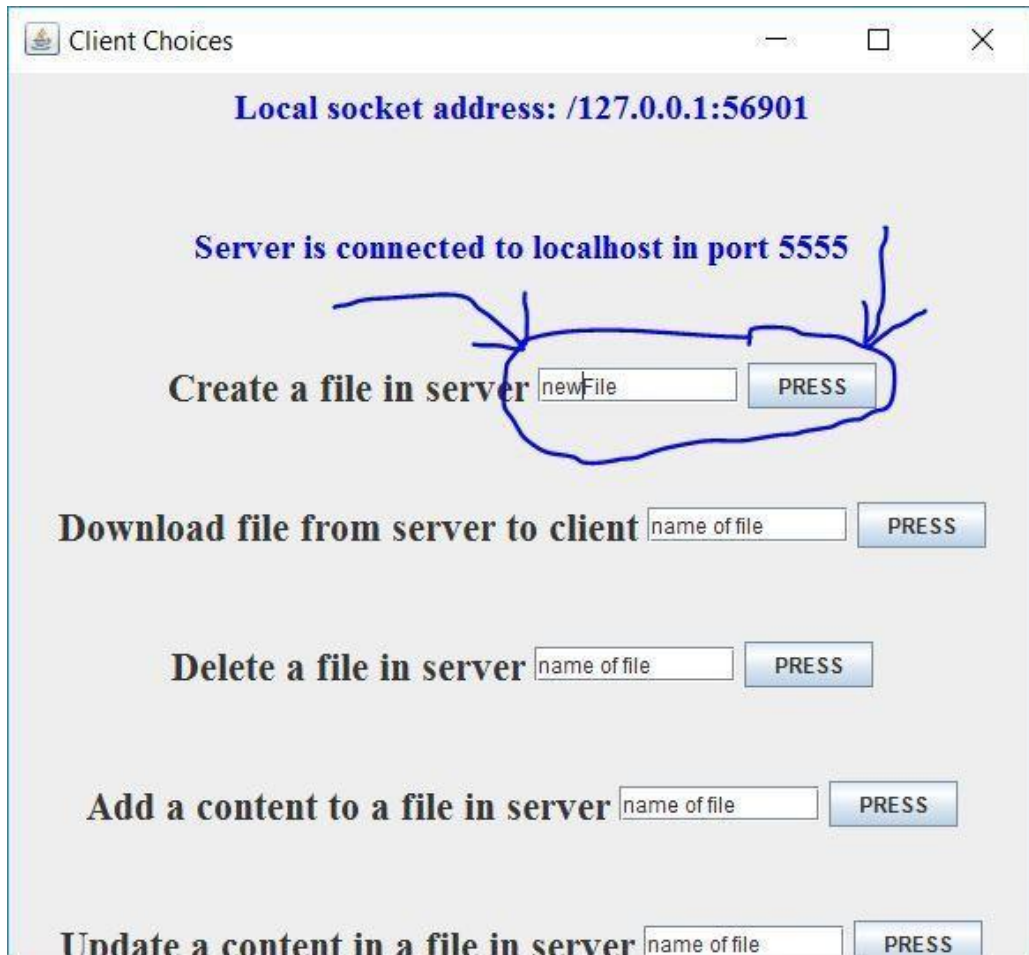 Client Choices
Local socket address: /127.0.0.1:56901
Server is connected to localhost in port 5555
Create a file in server newFile PRESS
Download file from server to client name of file PRESS
Delete a file in server name of file PRESS
Add a content to a file in server name of file PRESS
Update a content in a file in server name of file PRESS